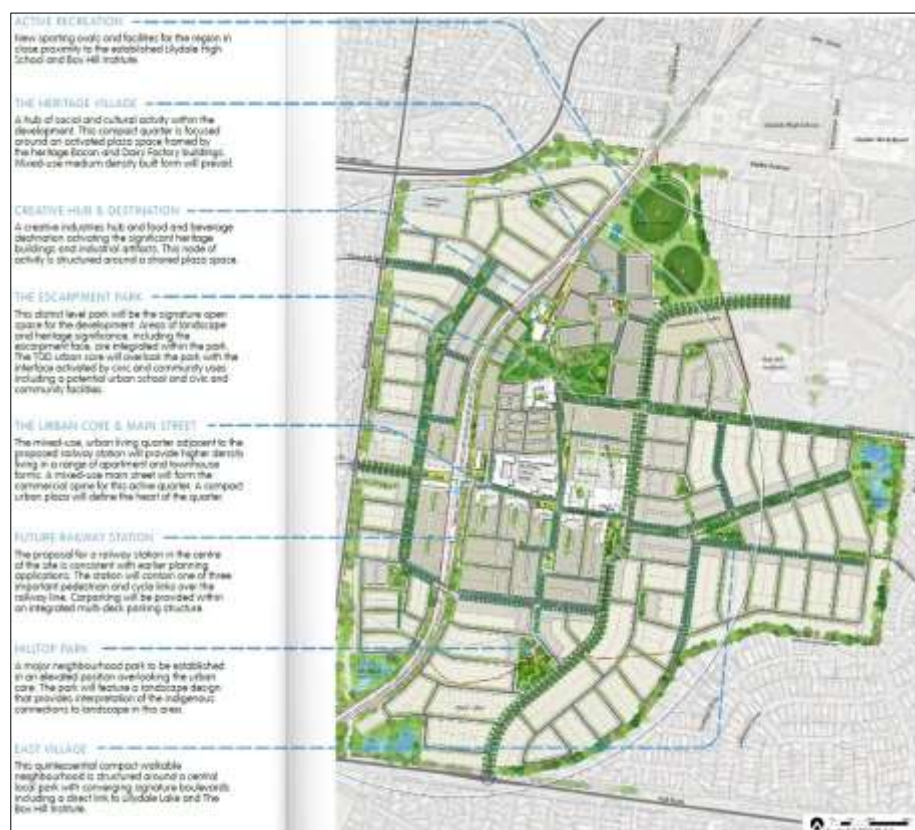 ACTIVE RECREATION
New sporting ovals and facilities for the region in
close proximity to the established Lilydale High
School and Box Hill Institute.
THE HERITAGE VILLAGE
A hub of social and cultural activity within the
development. This compact quarter is focused
around an activated plaza space framed by
the heritage Bacon and Dairy Factory buildings.
Mixed-use medium density built form will prevail.
CREATIVE HUB & DESTINATION
A creative industries hub and food and beverage
destination activating the significant heritage
buildings and industrial artifacts. This node of
activity is structured around a shared plaza space.
THE ESCARPMENT PARK
This district level park will be the signature open
space for the development. Areas of landscape
and heritage significance, including the
escarpment face, are integrated within the park.
The TOD urban core will overlook the park with the
interface activated by civic and community uses
including a potential urban school and civic and
community facilities.
THE URBAN CORE & MAIN STREET
The mixed-use, urban living quarter adjacent to the
proposed railway station will provide higher density
living in a range of apartment and townhouse
forms. A mixed-use main street will form the
commercial spine for this active quarter. A compact
urban plaza will define the heart of the quarter.
FUTURE RAILWAY STATION
The proposal for a railway station in the centre
of the site is consistent with earlier planning
applications. The station will contain one of three
important pedestrian and cycle links over the
railway line. Carparking will be provided within
an integrated multi-deck parking structure.
HILLTOP PARK
A major neighbourhood park to be established
in an elevated position overlooking the urban
core. The park will feature a landscape design
that provides interpretation of the indigenous
connections to landscape in this area.
EAST VILLAGE
This quintessential compact walkable
neighbourhood is structured around a central
local park with converging signature boulevards
including a direct link to Lilydale Lake and The
Box Hill Institute.